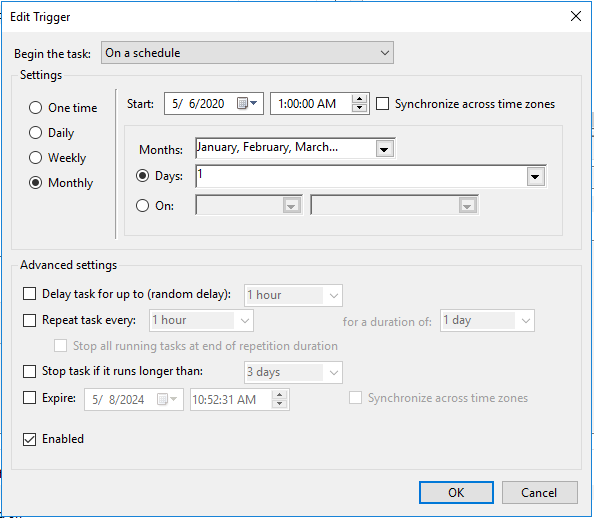 Edit Trigger
Begin the task: On a schedule
Settings
One time
Daily
Weekly
Monthly
Start: 5/ 6/2020 1:00:00 AM Synchronize across time zones
Months: January, February, March...
Days: 1
On:
Advanced settings
Delay task for up to (random delay): 1 hour
Repeat task every: 1 hour for a duration of: 1 day
Stop all running tasks at end of repetition duration
Stop task if it runs longer than: 3 days
Expire: 5/ 8/2024 10:52:31 AM Synchronize across time zones
Enabled
OK Cancel